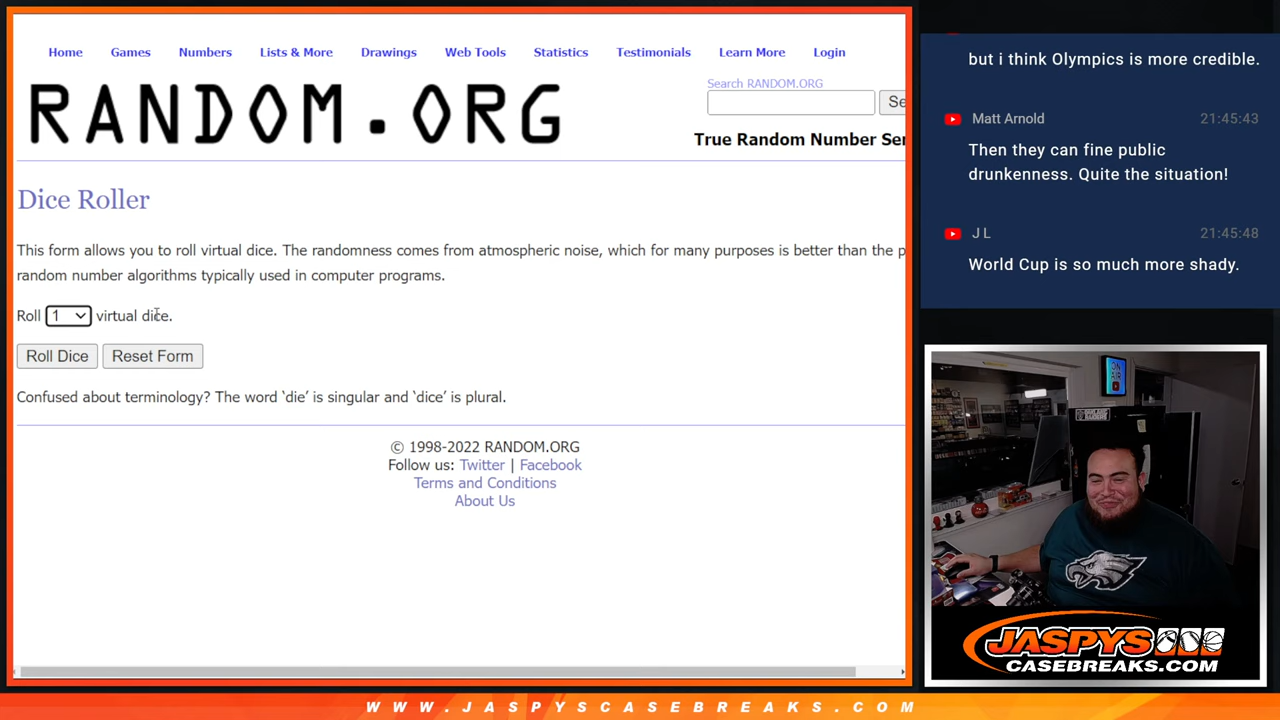 Home Games Numbers Lists & More Drawings Web Tools Statistics Testimonials Learn More Login
RANDOM.ORG
Search RANDOM.ORG
Se
True Random Number Ser
Dice Roller
This form allows you to roll virtual dice. The randomness comes from atmospheric noise, which for many purposes is better than the p
random number algorithms typically used in computer programs.
Roll 1 virtual dice.
Roll Dice Reset Form
Confused about terminology? The word ‘die’ is singular and ‘dice’ is plural.
© 1998-2022 RANDOM.ORG
Follow us: Twitter | Facebook
Terms and Conditions
About Us
but i think Olympics is more credible.
Matt Arnold 21:45:43
Then they can fine public
drunkenness. Quite the situation!
J L 21:45:48
World Cup is so much more shady.
ON
AIR
JASPYS
CASEBREAKS.COM
WWW.JASPYSCASEBREAKS.COM